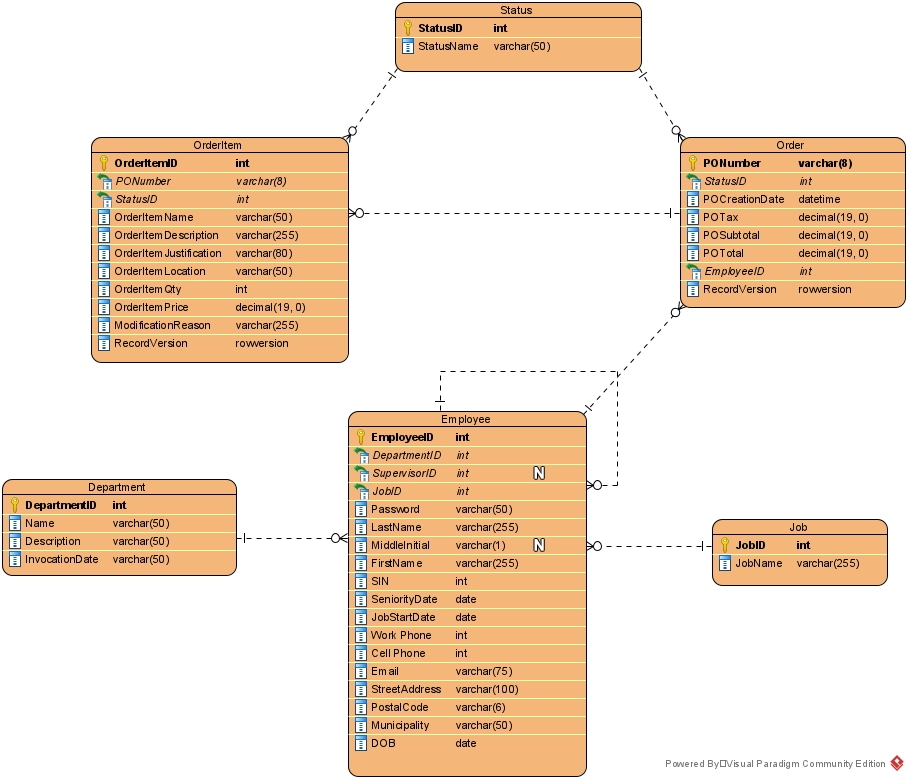 Status
StatusID int
StatusName varchar(50)
OrderItem
OrderItemID int
PONumber varchar(8)
StatusID int
OrderItemName varchar(50)
OrderItemDescription varchar(255)
OrderItemJustification varchar(80)
OrderItemLocation varchar(50)
OrderItemQty int
OrderItemPrice decimal(19, 0)
ModificationReason varchar(255)
RecordVersion rowversion
Order
PONumber varchar(8)
StatusID int
POCreationDate datetime
POTax decimal(19, 0)
POSubtotal decimal(19, 0)
POTotal decimal(19, 0)
EmployeeID int
RecordVersion rowversion
Employee
EmployeeID int
DepartmentID int
SupervisorID int N
JobID int
Password varchar(50)
LastName varchar(255)
MiddleInitial varchar(1) N
FirstName varchar(255)
SIN int
SeniorityDate date
JobStartDate date
Work Phone int
Cell Phone int
Email varchar(75)
StreetAddress varchar(100)
PostalCode varchar(6)
Municipality varchar(50)
DOB date
Department
DepartmentID int
Name varchar(50)
Description varchar(50)
InvocationDate varchar(50)
Job
JobID int
JobName varchar(255)
Powered By Visual Paradigm Community Edition